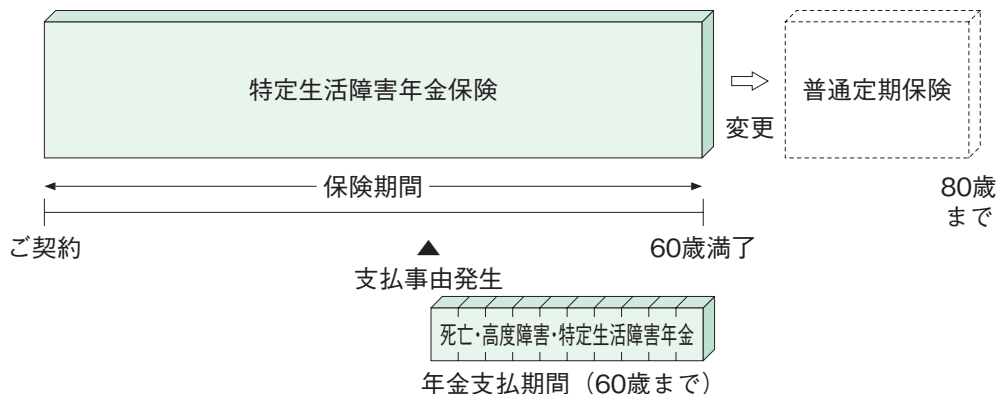 特定生活障害年金保険
普通定期保険
変更
保険期間
80歳
まで
ご契約
60歳満了
支払事由発生
死亡・高度障害・特定生活障害年金
年金支払期間（60歳まで）